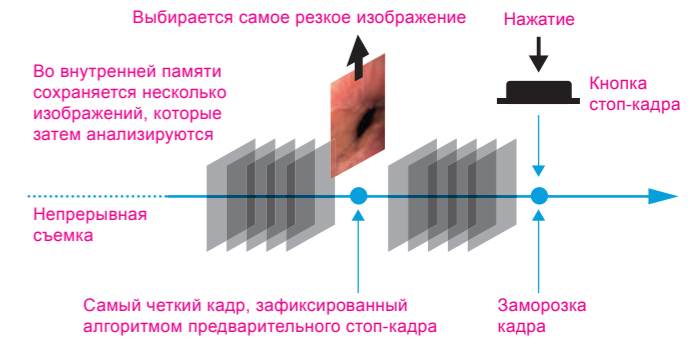 Выбирается самое резкое изображение
Нажатие
Во внутренней памяти
сохраняется несколько
изображений, которые
затем анализируются
Кнопка
стоп-кадра
Непрерывная
съемка
Самый четкий кадр, зафиксированный
алгоритмом предварительного стоп-кадра
Заморозка
кадра